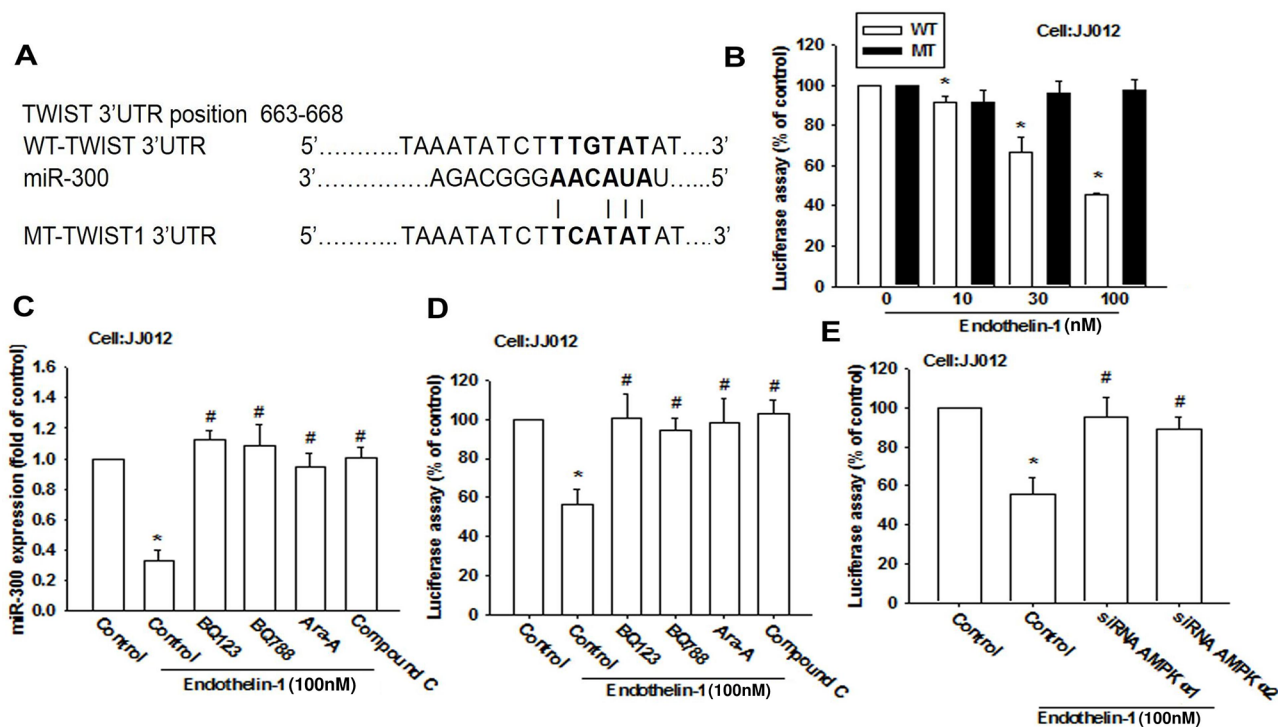 A
TWIST 3'UTR position 663-668
WT-TWIST 3'UTR 5'...........TAAATATCTTTGTATAT....3'
miR-300 3'...............AGACGGGAACAUAU......5'
MT-TWIST1 3'UTR 5'...........TAAATATCTTCATATAT....3'
B
WT
MT
Cell:JJ012
Luciferase assay (% of control)
120
100
80
60
40
20
0
* * *
0 10 30 100
Endothelin-1 (nM)
C
Cell:JJ012
miR-300 expression (fold of control)
1.6
1.4
1.2
1.0
0.8
0.6
0.4
0.2
0.0
* # # # #
Control Control BQ123 BQ788 Ara-A Compound C
Endothelin-1 (100nM)
D
Cell:JJ012
Luciferase assay (% of control)
120
100
80
60
40
20
0
* # # # #
Control Control BQ123 BQ788 Ara-A Compound C
Endothelin-1 (100nM)
E
Cell:JJ012
Luciferase assay (% of control)
120
100
80
60
40
20
0
* # #
Control Control siRNA AMPK α1 siRNA AMPK α2
Endothelin-1 (100nM)